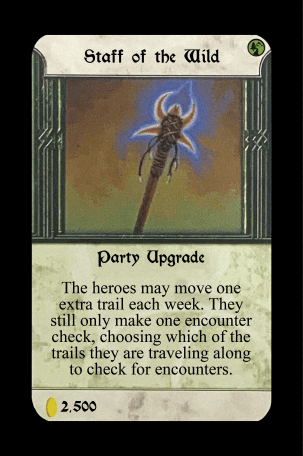 Staff of the Wild
Party Upgrade
The heroes may move one
extra trail each week. They
still only make one encounter
check, choosing which of the
trails they are traveling along
to check for encounters.
2,500